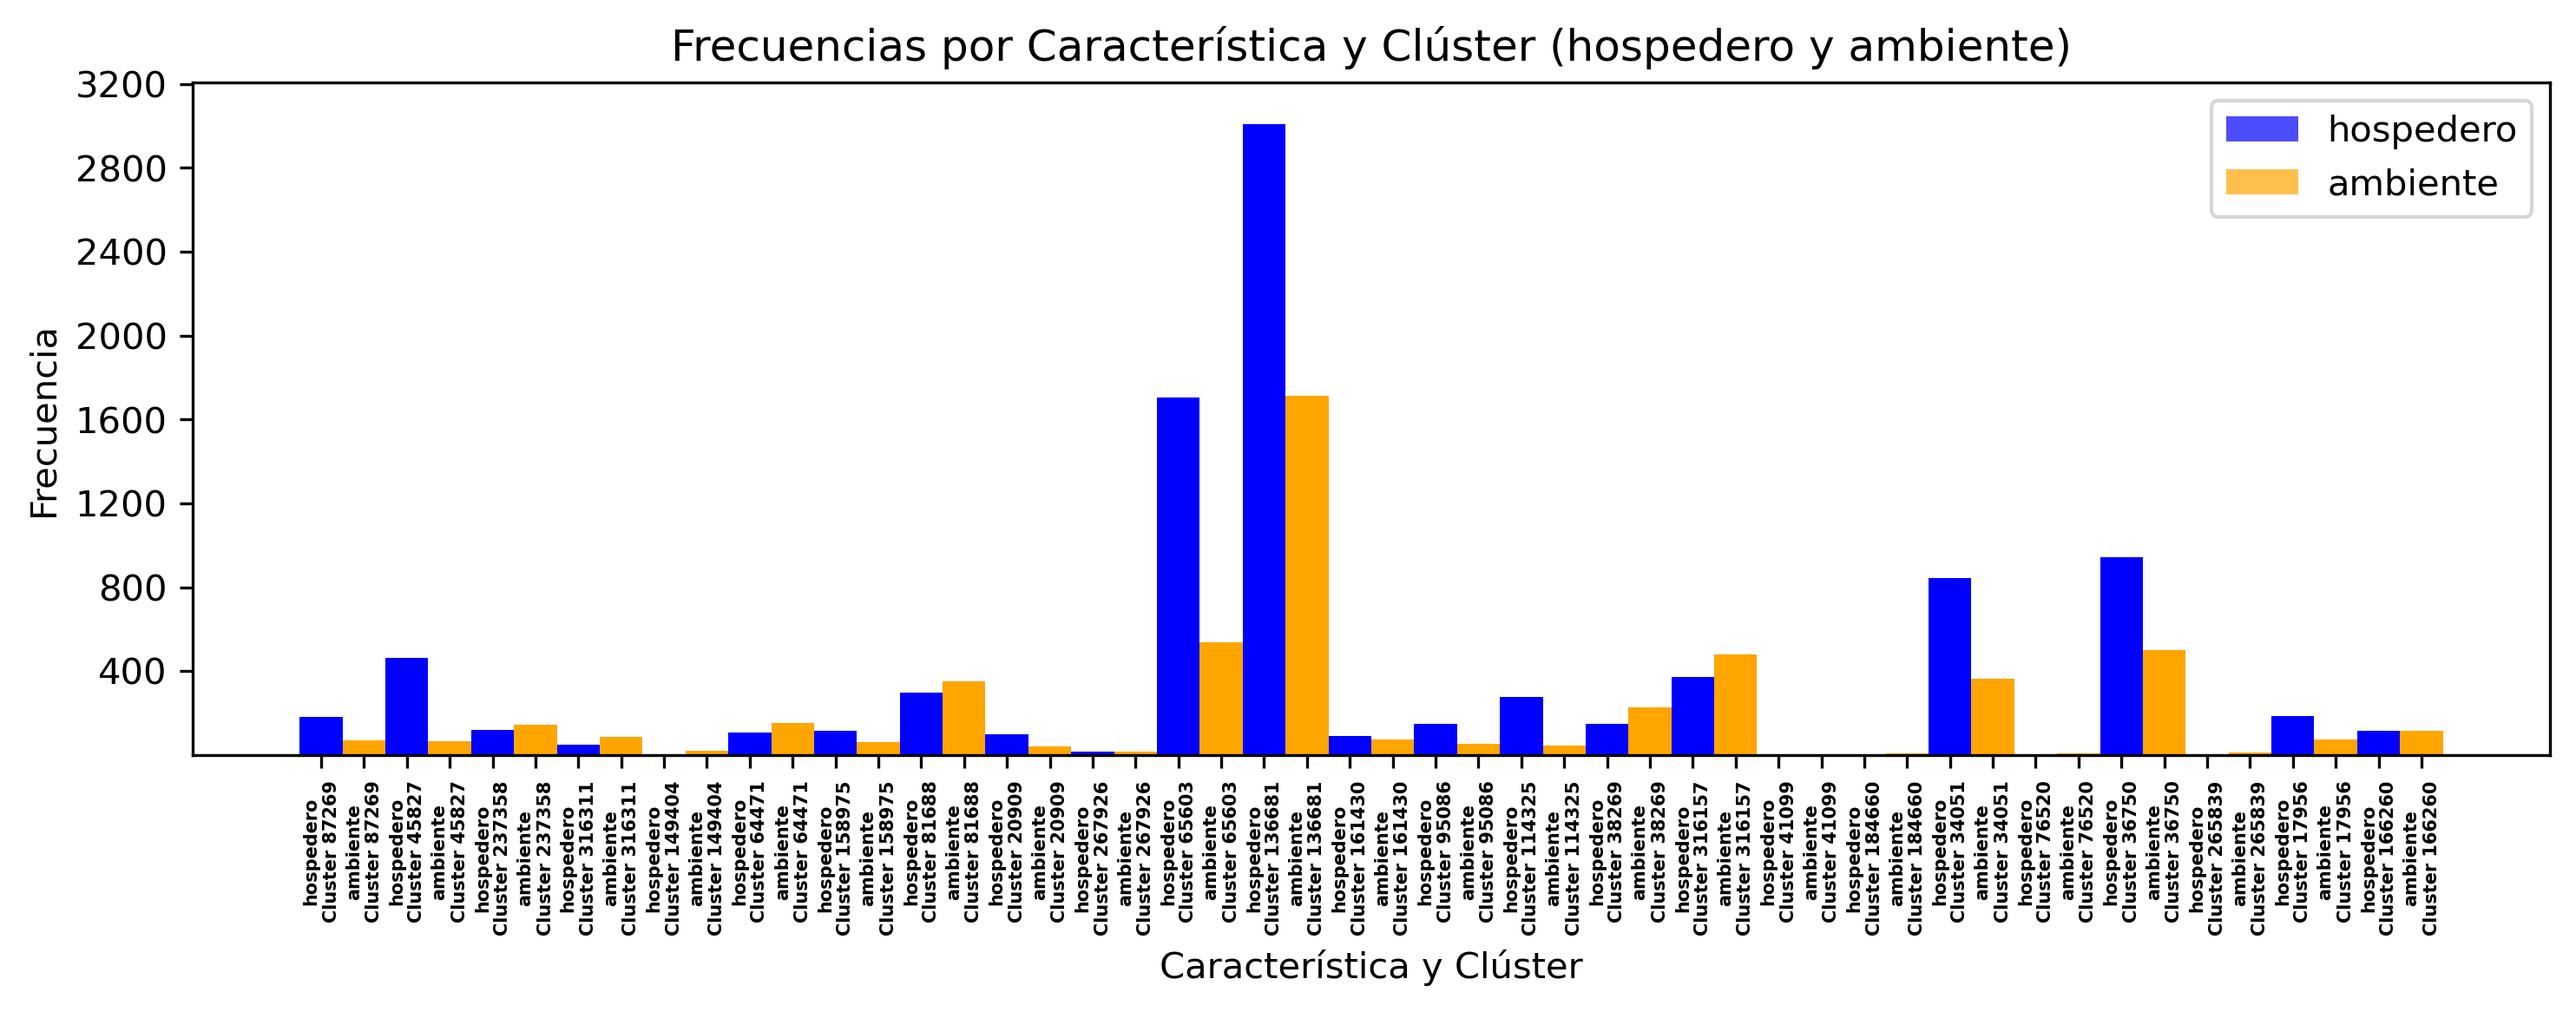 Frecuencias por Característica y Clúster (hospedero y ambiente)
3200
2800
2400
2000
1600
1200
800
400
Frecuencia
hospedero
ambiente
hospedero
Cluster 87269
ambiente
Cluster 87269
hospedero
Cluster 45827
ambiente
Cluster 45827
hospedero
Cluster 237358
ambiente
Cluster 237358
hospedero
Cluster 316311
ambiente
Cluster 316311
hospedero
Cluster 149404
ambiente
Cluster 149404
hospedero
Cluster 64471
ambiente
Cluster 64471
hospedero
Cluster 158975
ambiente
Cluster 158975
hospedero
Cluster 81688
ambiente
Cluster 81688
hospedero
Cluster 20909
ambiente
Cluster 20909
hospedero
Cluster 267926
ambiente
Cluster 267926
hospedero
Cluster 65603
ambiente
Cluster 65603
hospedero
Cluster 136681
ambiente
Cluster 136681
hospedero
Cluster 161430
ambiente
Cluster 161430
hospedero
Cluster 95086
ambiente
Cluster 95086
hospedero
Cluster 114325
ambiente
Cluster 114325
hospedero
Cluster 38269
ambiente
Cluster 38269
hospedero
Cluster 316157
ambiente
Cluster 316157
hospedero
Cluster 41099
ambiente
Cluster 41099
hospedero
Cluster 184660
ambiente
Cluster 184660
hospedero
Cluster 34051
ambiente
Cluster 34051
hospedero
Cluster 76520
ambiente
Cluster 76520
hospedero
Cluster 36750
ambiente
Cluster 36750
hospedero
Cluster 265839
ambiente
Cluster 265839
hospedero
Cluster 17956
ambiente
Cluster 17956
hospedero
Cluster 166260
ambiente
Cluster 166260
Característica y Clúster